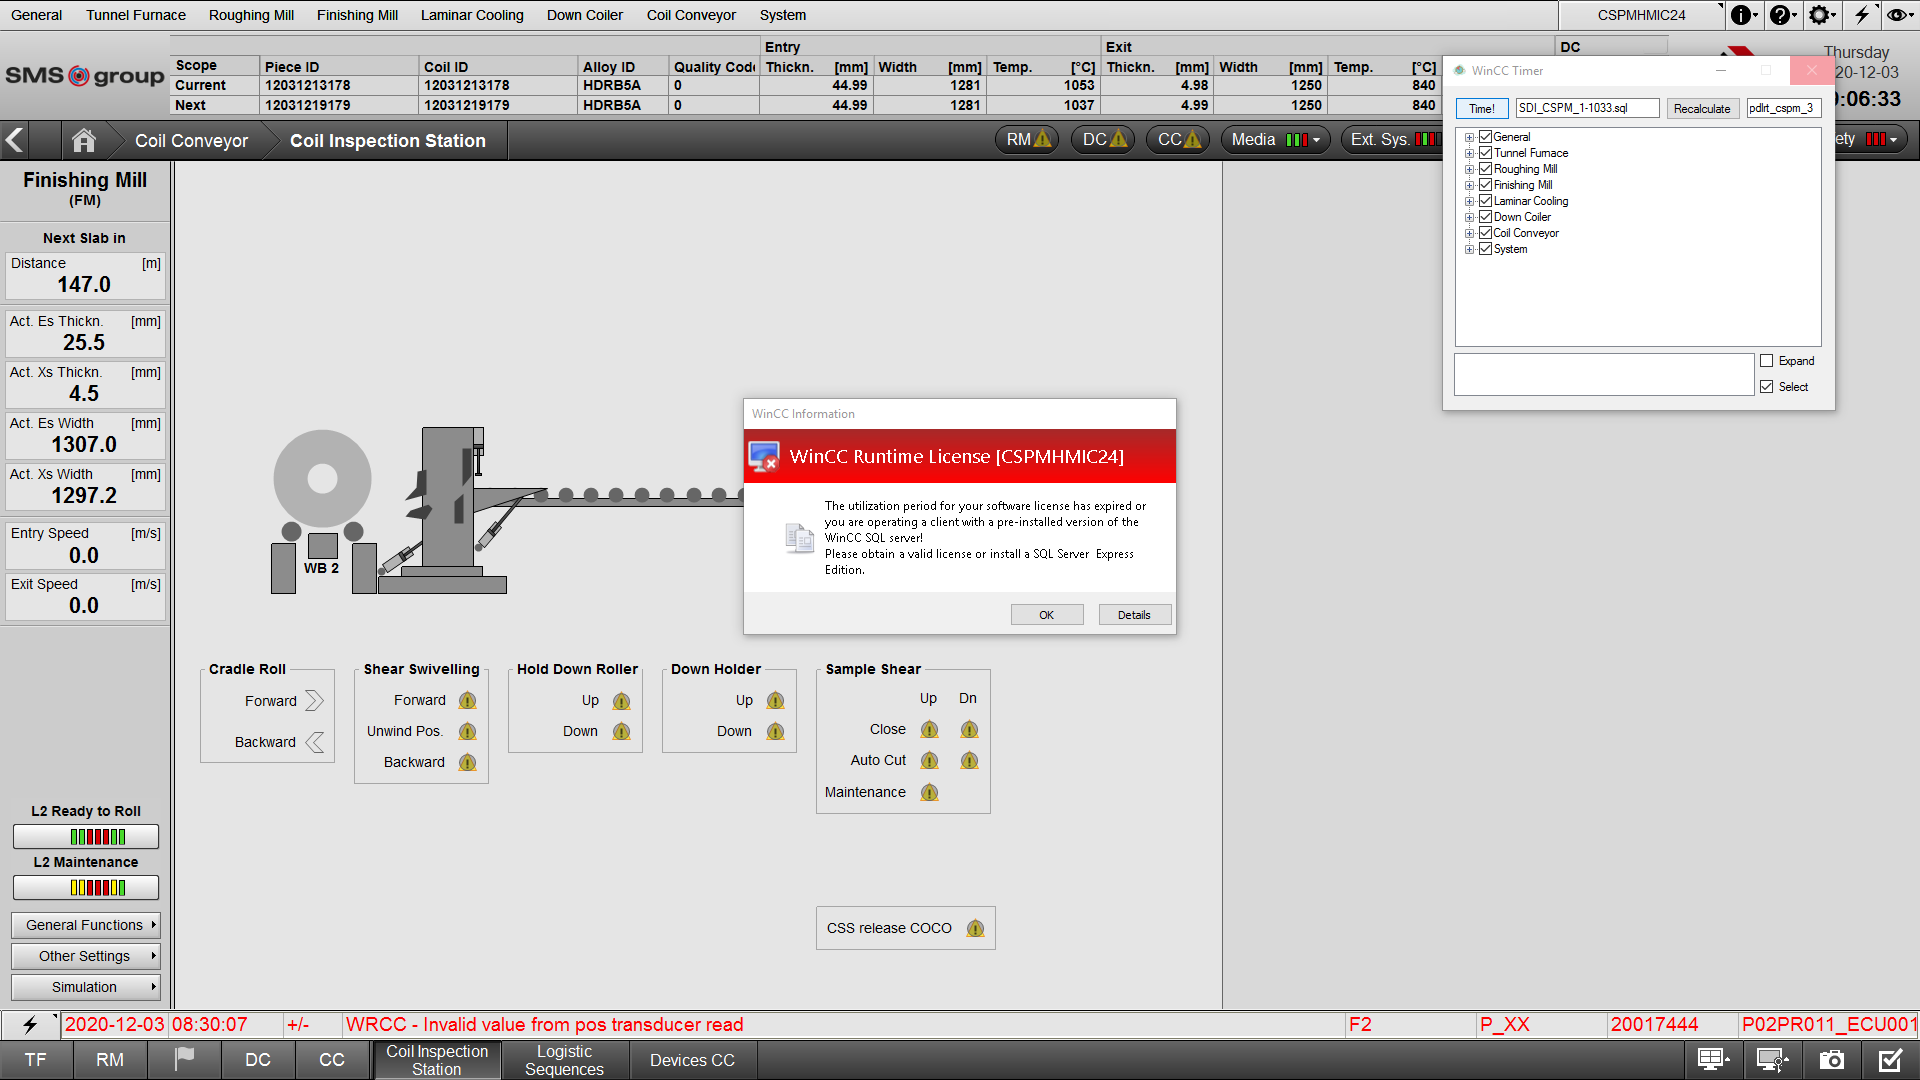 General Tunnel Furnace Roughing Mill Finishing Mill Laminar Cooling Down Coiler Coil Conveyor System CSPMHMIC24
SMS group
Entry Exit DC
Scope Piece ID Coil ID Alloy ID Quality Code Thickn. [mm] Width [mm] Temp. [°C] Thickn. [mm] Width [mm] Temp. [°C]
Current 12031213178 12031213178 HDRB5A 0 44.99 1281 1053 4.98 1250 840
Next 12031219179 12031219179 HDRB5A 0 44.99 1281 1037 4.99 1250 840
Thursday
20-12-03
:06:33
Coil Conveyor Coil Inspection Station RM DC CC Media Ext. Sys. ety
WinCC Timer
Time! SDI_CSPM_1-1033.sql Recalculate pdlrt_cspm_3
General
Tunnel Furnace
Roughing Mill
Finishing Mill
Laminar Cooling
Down Coiler
Coil Conveyor
System
Expand
Select
Finishing Mill
(FM)
Next Slab in
Distance [m]
147.0
Act. Es Thickn. [mm]
25.5
Act. Xs Thickn. [mm]
4.5
Act. Es Width [mm]
1307.0
Act. Xs Width [mm]
1297.2
Entry Speed [m/s]
0.0
Exit Speed [m/s]
0.0
L2 Ready to Roll
L2 Maintenance
General Functions
Other Settings
Simulation
WB 2
WinCC Information
WinCC Runtime License [CSPMHMIC24]
The utilization period for your software license has expired or
you are operating a client with a pre-installed version of the
WinCC SQL server!
Please obtain a valid license or install a SQL Server Express
Edition.
OK Details
Cradle Roll
Forward
Backward
Shear Swivelling
Forward
Unwind Pos.
Backward
Hold Down Roller
Up
Down
Down Holder
Up
Down
Sample Shear
Up Dn
Close
Auto Cut
Maintenance
CSS release COCO
2020-12-03 08:30:07 +/- WRCC - Invalid value from pos transducer read F2 P_XX 20017444 P02PR011_ECU001
TF RM DC CC Coil Inspection Station Logistic Sequences Devices CC